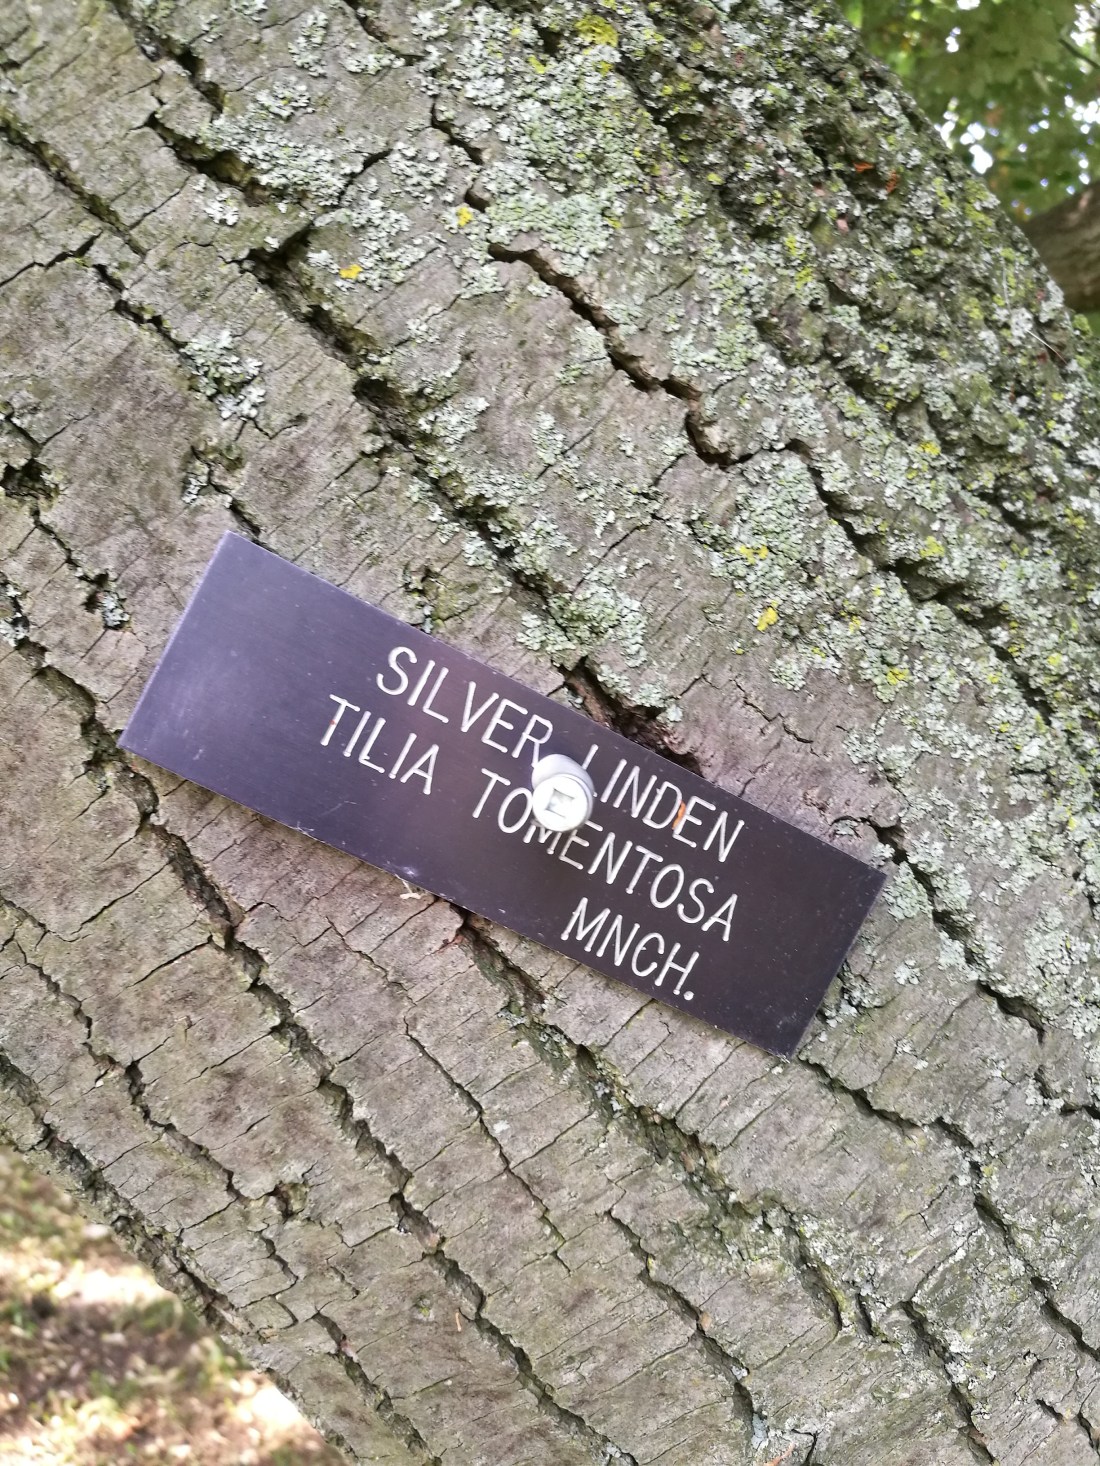 SILVER LINDEN
TILIA TOMENTOSA
MNCH.